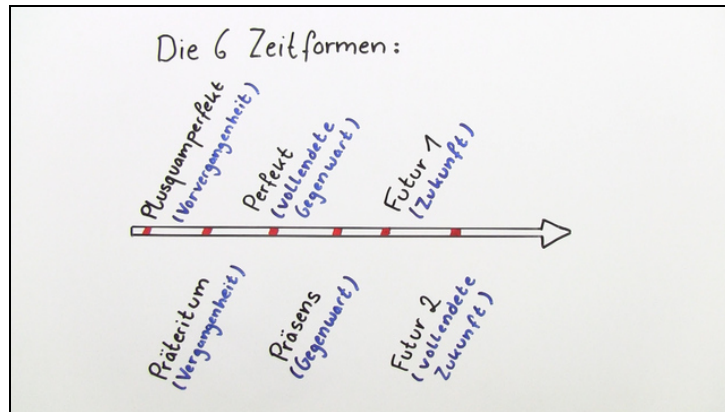 Die 6 Zeitformen:
Plusquamperfekt
(Vorvergangenheit)
Perfekt
(vollendete
Gegenwart)
Futur 1
(Zukunft)
Präteritum
(Vergangenheit)
Präsens
(Gegenwart)
Futur 2
(vollendete
Zukunft)